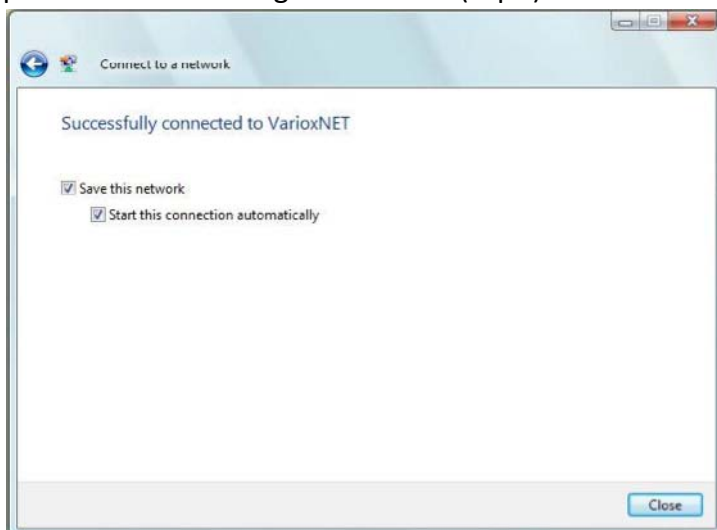 Connect to a network
Successfully connected to VarioxNET
Save this network
Start this connection automatically
Close